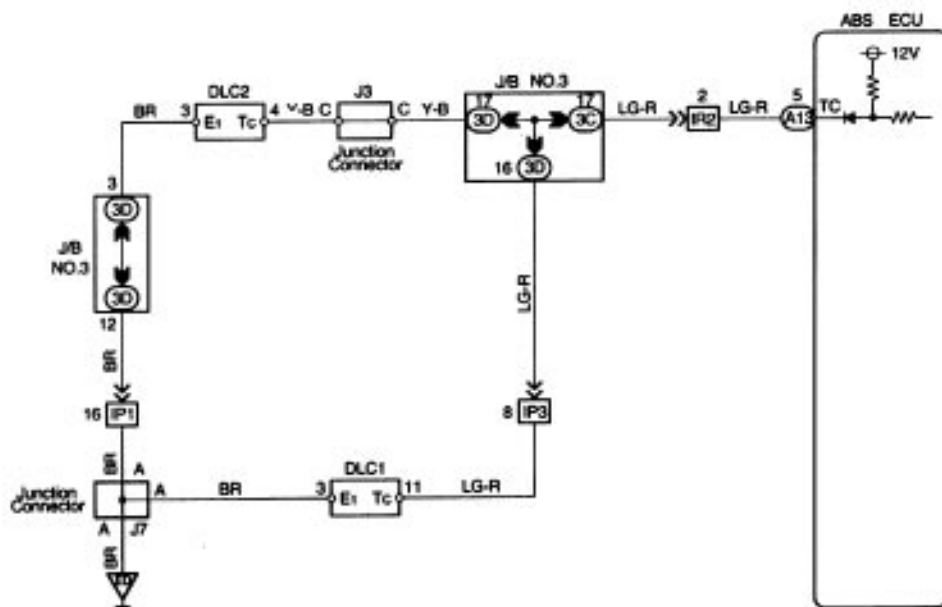 ABS ECU
12V
DLC2
J3
J/B NO.3
BR 3 E1 TC 4 Y-B C C Y-B
17 17
3D 3C
LG-R
2
IR2
LG-R
5
A13
TC
Junction
Connector
16 3D
3
3D
J/B
NO.3
3D
12
BR
LG-R
16 IP1
8 IP3
BR A
DLC1
Junction
Connector
A BR 3 E1 TC 11 LG-R
A J7
BR